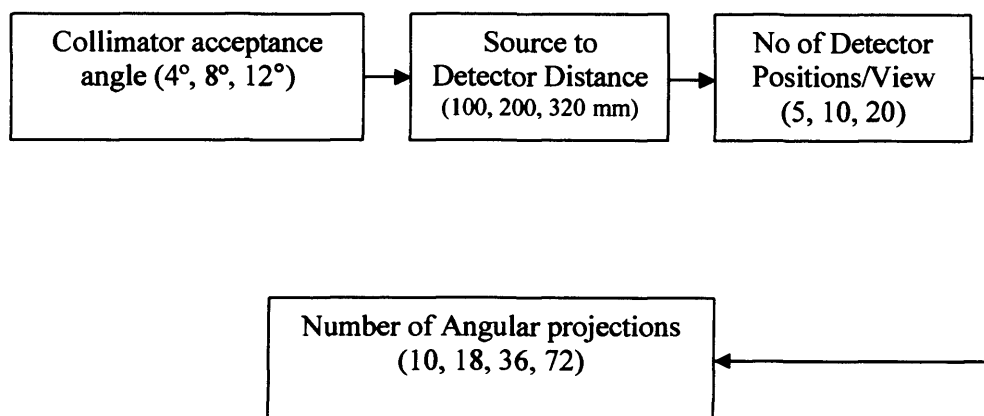 Collimator acceptance
angle (4°, 8°, 12°)
Source to
Detector Distance
(100, 200, 320 mm)
No of Detector
Positions/View
(5, 10, 20)
Number of Angular projections
(10, 18, 36, 72)